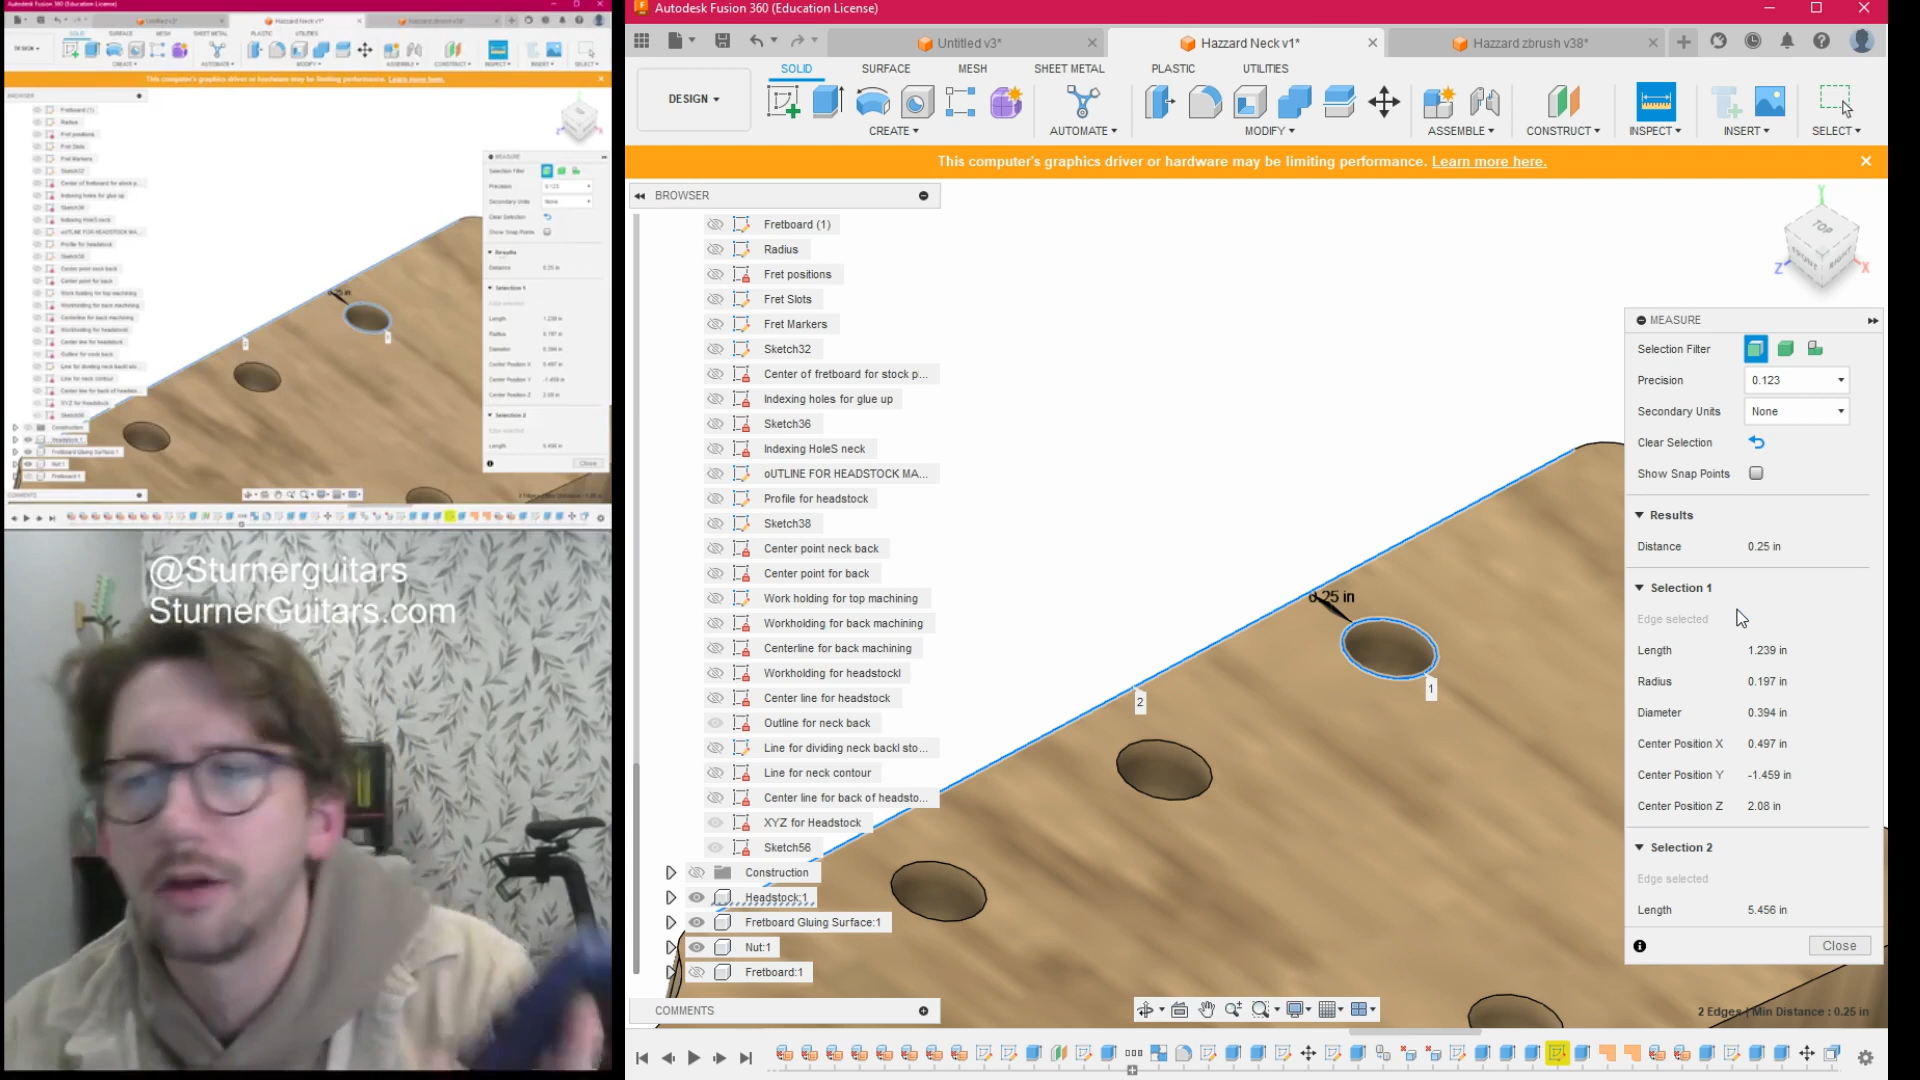 Autodesk Fusion 360 (Education License)
Untitled v3*
Hazzard Neck v1*
Hazzard zbrush v38*
SOLID
SURFACE
MESH
SHEET METAL
PLASTIC
UTILITIES
DESIGN
CREATE
AUTOMATE
MODIFY
ASSEMBLE
CONSTRUCT
INSPECT
INSERT
SELECT
This computer's graphics driver or hardware may be limiting performance. Learn more here.
BROWSER
Fretboard (1)
Radius
Fret positions
Fret Slots
Fret Markers
Sketch32
Center of fretboard for stock p...
Indexing holes for glue up
Sketch36
Indexing HoleS neck
oUTLINE FOR HEADSTOCK MA...
Profile for headstock
Sketch38
Center point neck back
Center point for back
Work holding for top machining
Workholding for back machining
Centerline for back machining
Workholding for headstockl
Center line for headstock
Outline for neck back
Line for dividing neck backl sto...
Line for neck contour
Center line for back of headsto...
XYZ for Headstock
Sketch56
Construction
Headstock:1
Fretboard Gluing Surface:1
Nut:1
Fretboard:1
COMMENTS
TOP
FRONT
RIGHT
Y
Z
X
0.25 in
1
2
MEASURE
Selection Filter
Precision 0.123
Secondary Units None
Clear Selection
Show Snap Points
Results
Distance 0.25 in
Selection 1
Edge selected
Length 1.239 in
Radius 0.197 in
Diameter 0.394 in
Center Position X 0.497 in
Center Position Y -1.459 in
Center Position Z 2.08 in
Selection 2
Edge selected
Length 5.456 in
Close
2 Edges | Min Distance : 0.25 in
@Sturnerguitars
SturnerGuitars.com